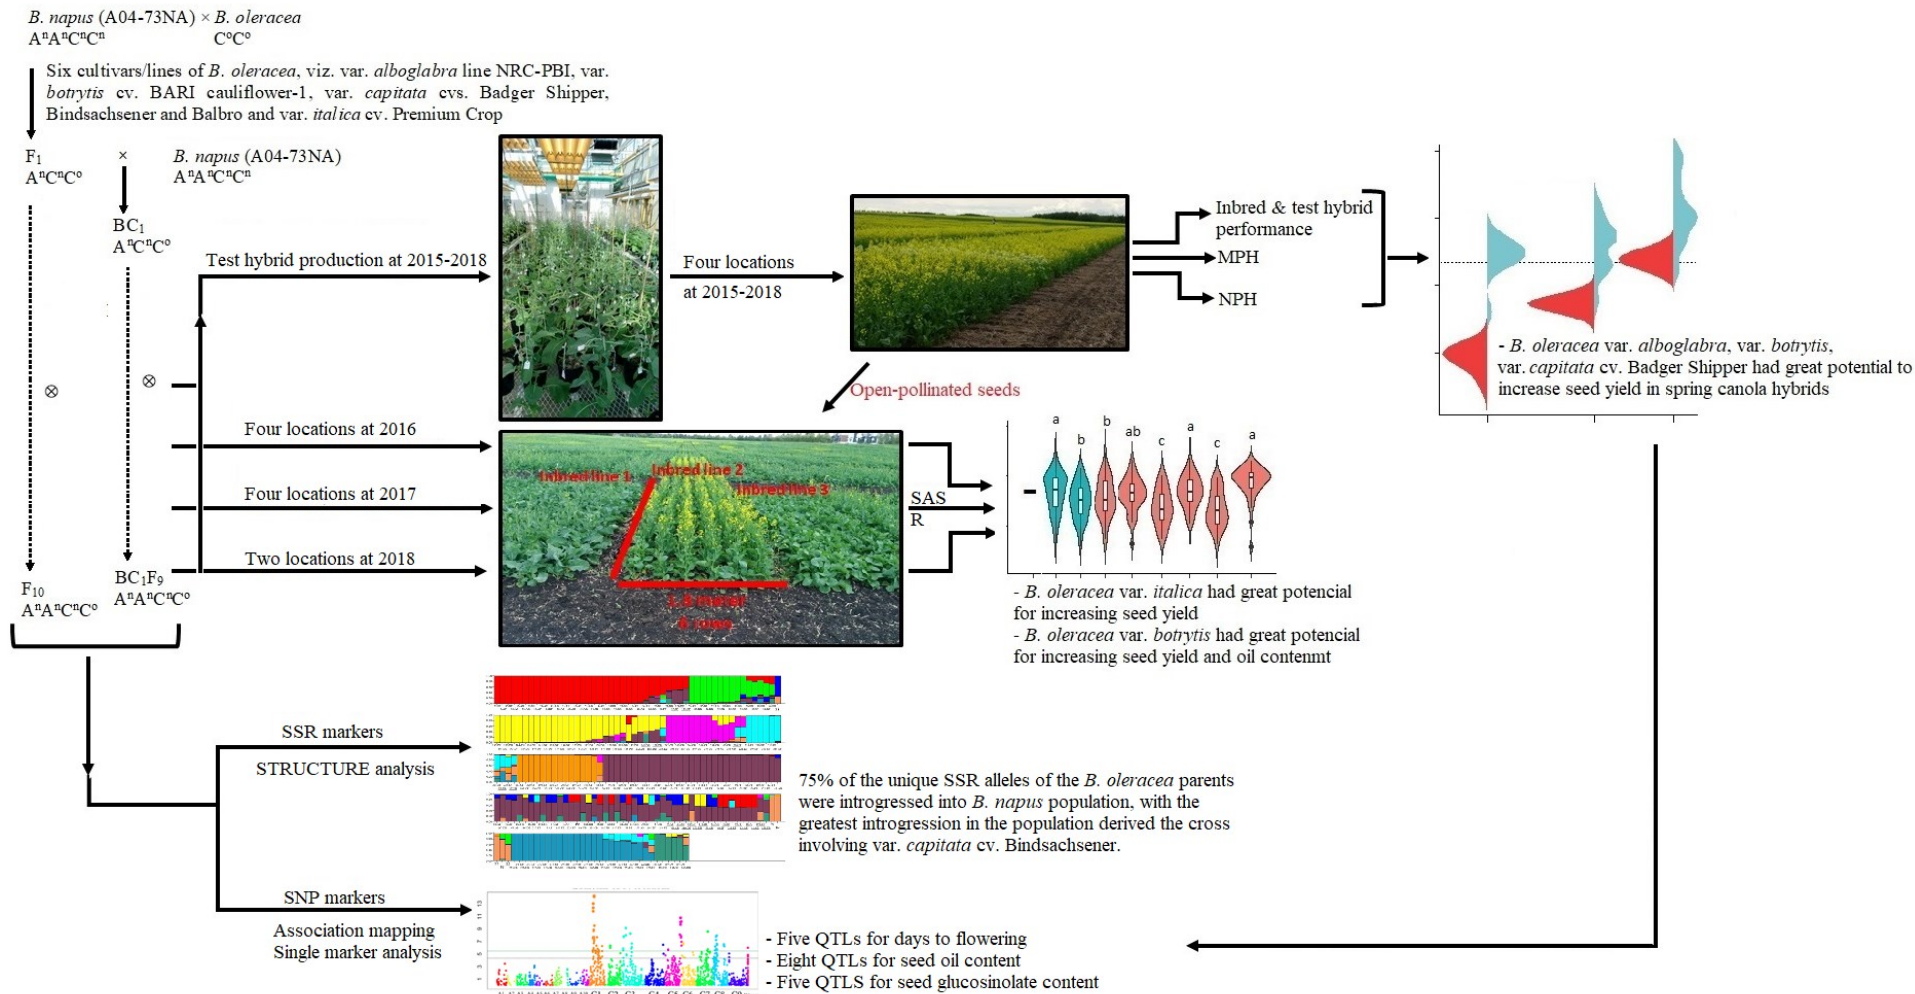 B. napus (A04-73NA) × B. oleracea
AⁿAⁿCⁿCⁿ CᵒCᵒ
Six cultivars/lines of B. oleracea, viz. var. alboglabra line NRC-PBI, var.
botrytis cv. BARI cauliflower-1, var. capitata cvs. Badger Shipper,
Bindsachsener and Balbro and var. italica cv. Premium Crop
F₁ × B. napus (A04-73NA)
AⁿCⁿCᵒ AⁿAⁿCⁿCⁿ
BC₁
AⁿCⁿCᵒ
⊗ ⊗
F₁₀
AⁿAⁿCⁿCᵒ
BC₁F₉
AⁿAⁿCⁿCᵒ
Test hybrid production at 2015-2018
Four locations
at 2015-2018
Inbred & test hybrid
performance
MPH
NPH
- B. oleracea var. alboglabra, var. botrytis,
var. capitata cv. Badger Shipper had great potential to
increase seed yield in spring canola hybrids
Open-pollinated seeds
Four locations at 2016
Four locations at 2017
Two locations at 2018
Inbred line 1
Inbred line 2
Inbred line 3
6 rows
SAS
R
a b b ab c a c a
- B. oleracea var. italica had great potencial
for increasing seed yield
- B. oleracea var. botrytis had great potencial
for increasing seed yield and oil contenmt
SSR markers
STRUCTURE analysis
75% of the unique SSR alleles of the B. oleracea parents
were introgressed into B. napus population, with the
greatest introgression in the population derived the cross
involving var. capitata cv. Bindsachsener.
SNP markers
Association mapping
Single marker analysis
- Five QTLs for days to flowering
- Eight QTLs for seed oil content
- Five QTLS for seed glucosinolate content